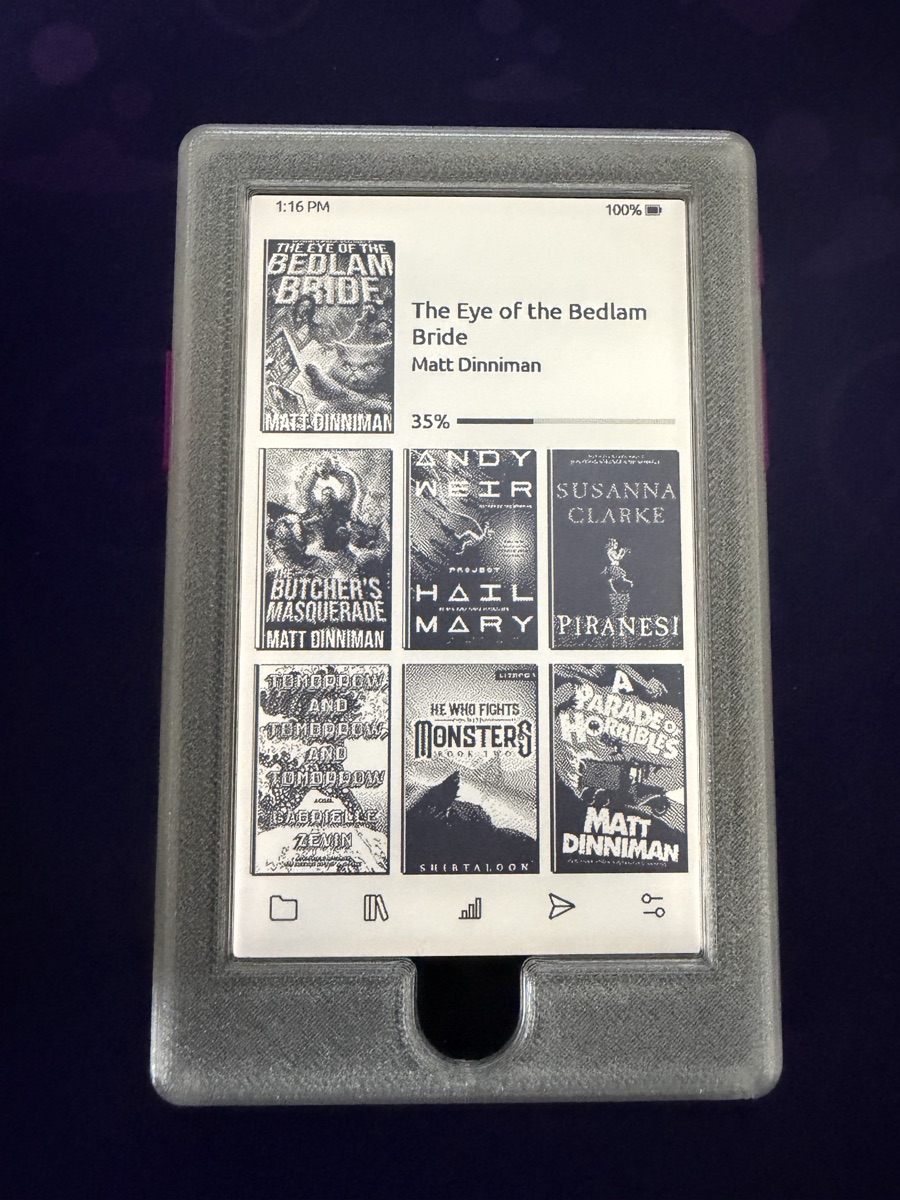 1:16 PM
100%
THE EYE OF THE
BEDLAM
BRIDE
MATT DINNIMAN
The Eye of the Bedlam
Bride
Matt Dinniman
35%
THE
BUTCHER'S
MASQUERADE
MATT DINNIMAN
ANDY
WEIR
PROJECT
HAIL
MARY
SUSANNA
CLARKE
PIRANESI
TOMORROW
AND
TOMORROW
AND
TOMORROW
GABRIELLE
ZEVIN
HE WHO FIGHTS
WITH
MONSTERS
BOOK TWO
SHIRTALOON
A
PARADE OF
HORRIBLES
MATT
DINNIMAN